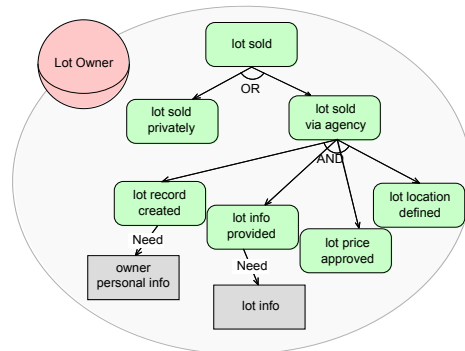 lot sold
Lot Owner
OR
lot sold
privately
lot sold
via agency
AND
lot record
created
lot info
provided
lot price
approved
lot location
defined
Need
owner
personal info
Need
lot info